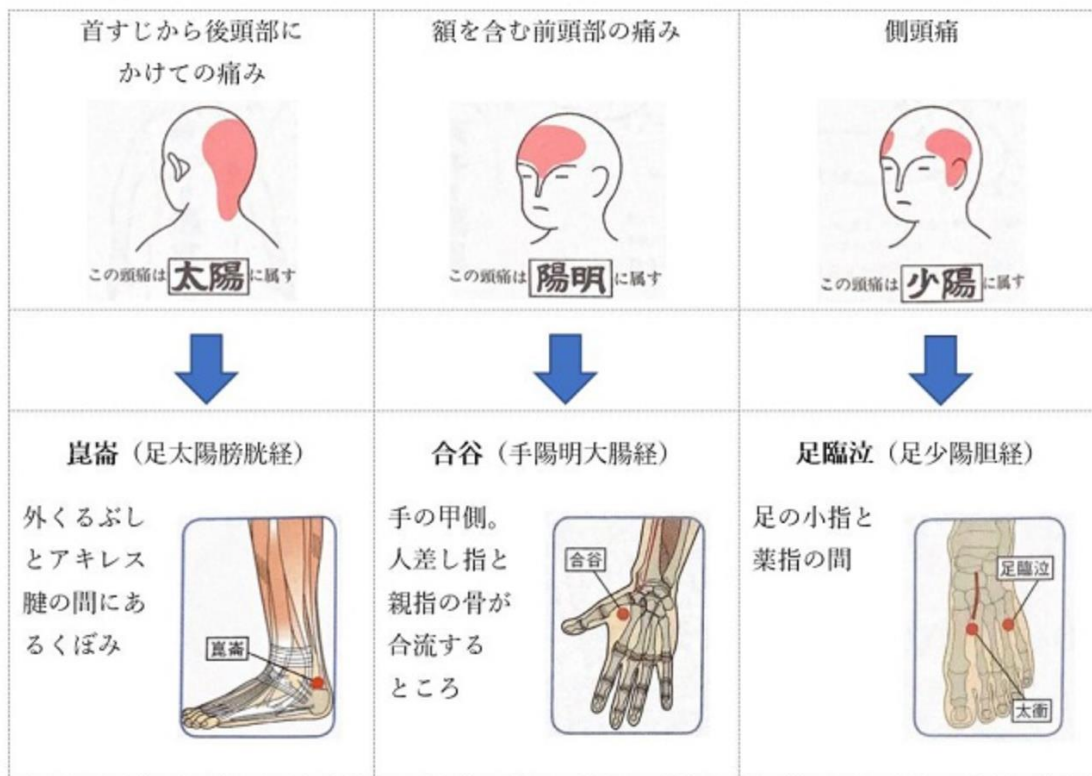 首すじから後頭部に
かけての痛み
この頭痛は太陽に属す
額を含む前頭部の痛み
この頭痛は陽明に属す
側頭痛
この頭痛は少陽に属す
崑崙（足太陽膀胱経）
外くるぶし
とアキレス
腱の間にあ
るくぼみ
崑崙
合谷（手陽明大腸経）
手の甲側。
人差し指と
親指の骨が
合流する
ところ
合谷
足臨泣（足少陽胆経）
足の小指と
薬指の間
足臨泣
太衝